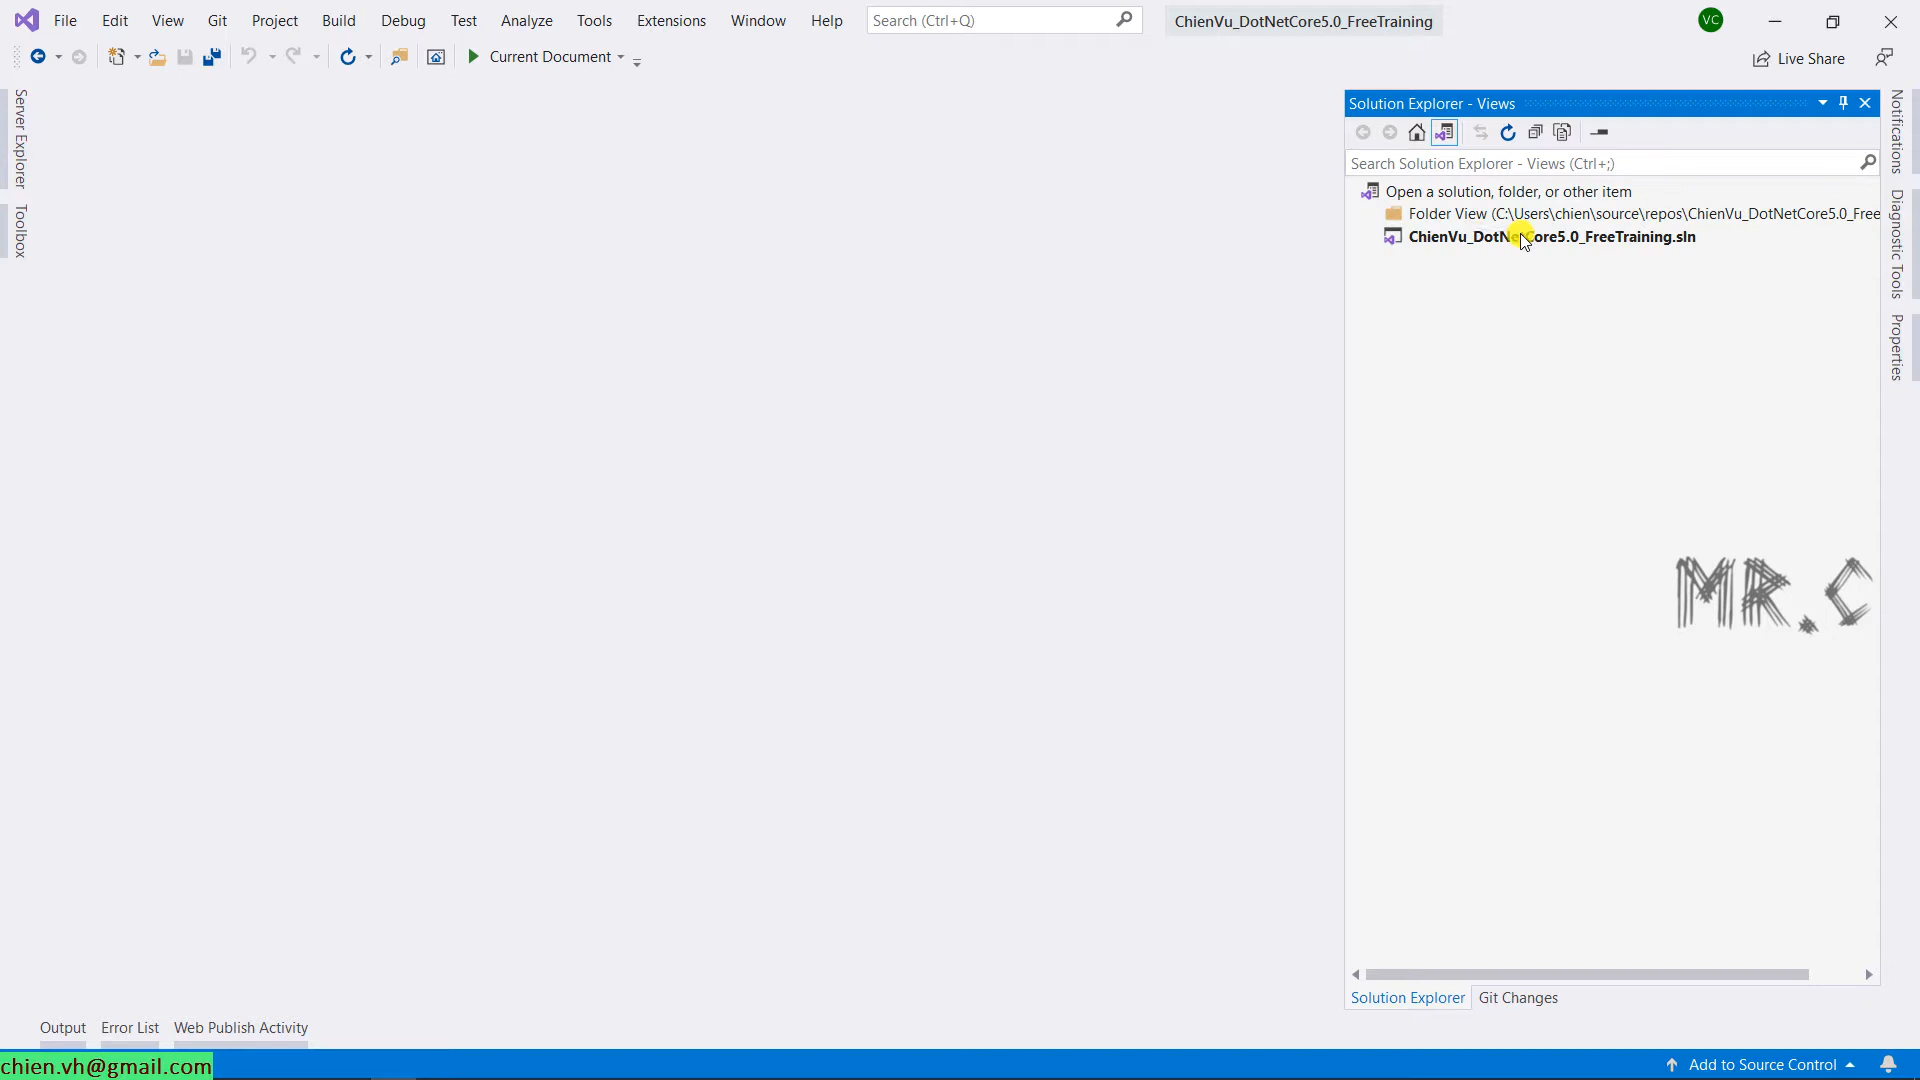 File Edit View Git Project Build Debug Test Analyze Tools Extensions Window Help Search (Ctrl+Q) ChienVu_DotNetCore5.0_FreeTraining VC
Current Document Live Share
Server Explorer
Toolbox
Solution Explorer - Views
Search Solution Explorer - Views (Ctrl+;)
Open a solution, folder, or other item
Folder View (C:\Users\chien\source\repos\ChienVu_DotNetCore5.0_Free
ChienVu_DotNetCore5.0_FreeTraining.sln
MR.C
Solution Explorer Git Changes
Notifications
Diagnostic Tools
Properties
Output Error List Web Publish Activity
chien.vh@gmail.com Add to Source Control